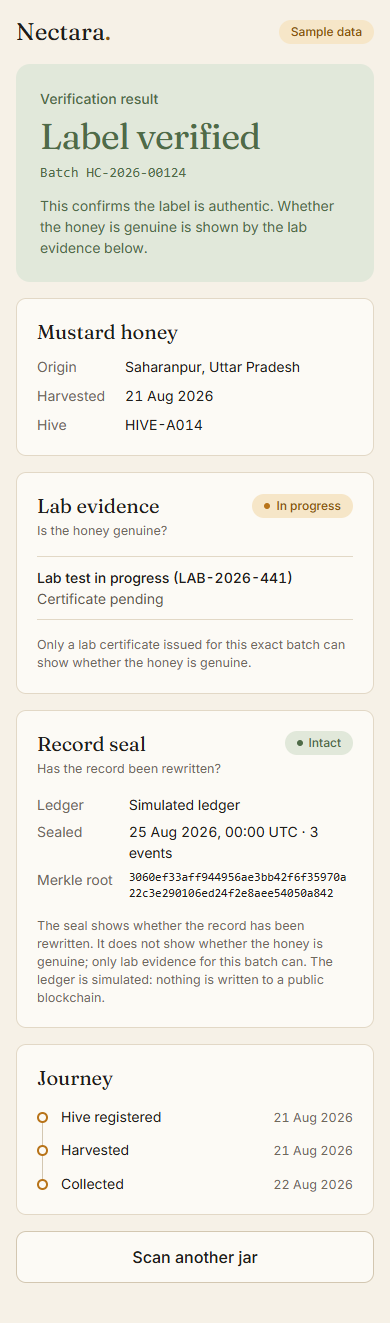 Nectara.
Sample data
Verification result
Label verified
Batch HC-2026-00124
This confirms the label is authentic. Whether
the honey is genuine is shown by the lab
evidence below.
Mustard honey
Origin Saharanpur, Uttar Pradesh
Harvested 21 Aug 2026
Hive HIVE-A014
Lab evidence
In progress
Is the honey genuine?
Lab test in progress (LAB-2026-441)
Certificate pending
Only a lab certificate issued for this exact batch can
show whether the honey is genuine.
Record seal
Intact
Has the record been rewritten?
Ledger Simulated ledger
Sealed 25 Aug 2026, 00:00 UTC · 3
events
Merkle root 3060ef33aff944956ae3bb42f6f35970a
22c3e290106ed24f2e8aee54050a842
The seal shows whether the record has been
rewritten. It does not show whether the honey is
genuine; only lab evidence for this batch can. The
ledger is simulated: nothing is written to a public
blockchain.
Journey
Hive registered 21 Aug 2026
Harvested 21 Aug 2026
Collected 22 Aug 2026
Scan another jar